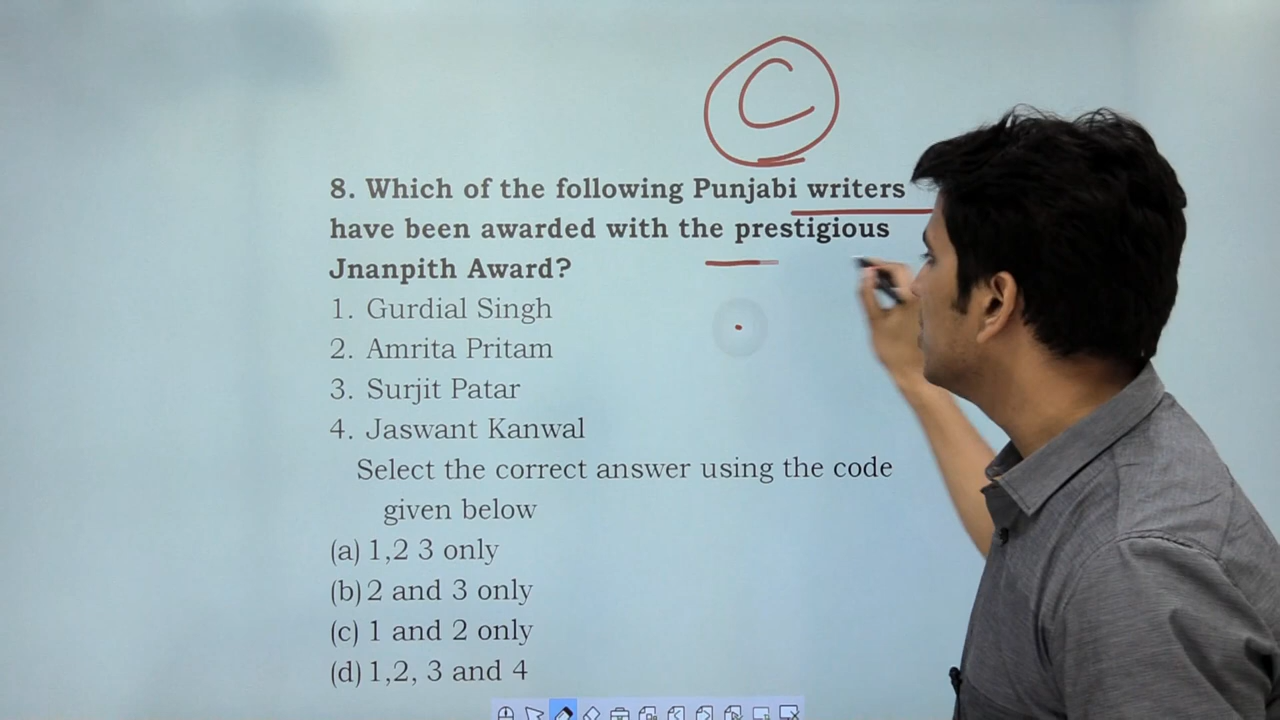 C
8. Which of the following Punjabi writers
have been awarded with the prestigious
Jnanpith Award?
1. Gurdial Singh
2. Amrita Pritam
3. Surjit Patar
4. Jaswant Kanwal
Select the correct answer using the code
given below
(a) 1,2 3 only
(b) 2 and 3 only
(c) 1 and 2 only
(d) 1,2, 3 and 4